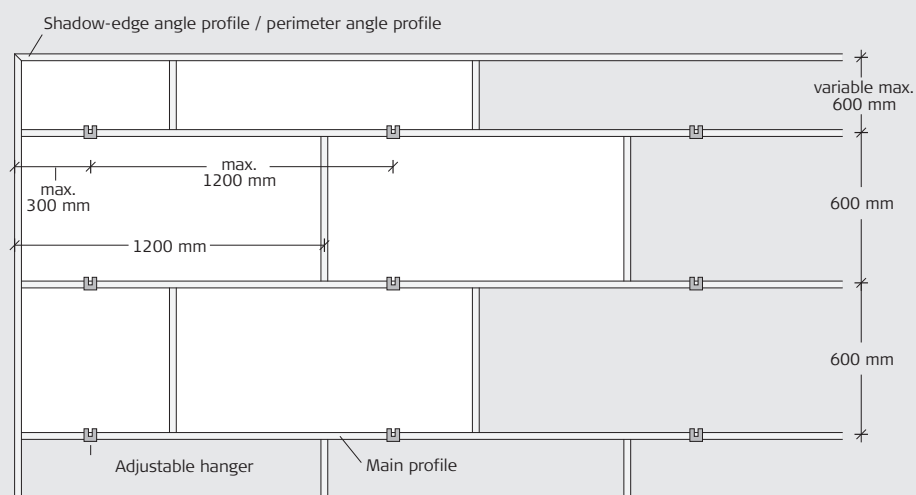 Shadow-edge angle profile / perimeter angle profile
variable max.
600 mm
max.
1200 mm
max.
300 mm
600 mm
1200 mm
600 mm
Adjustable hanger
Main profile